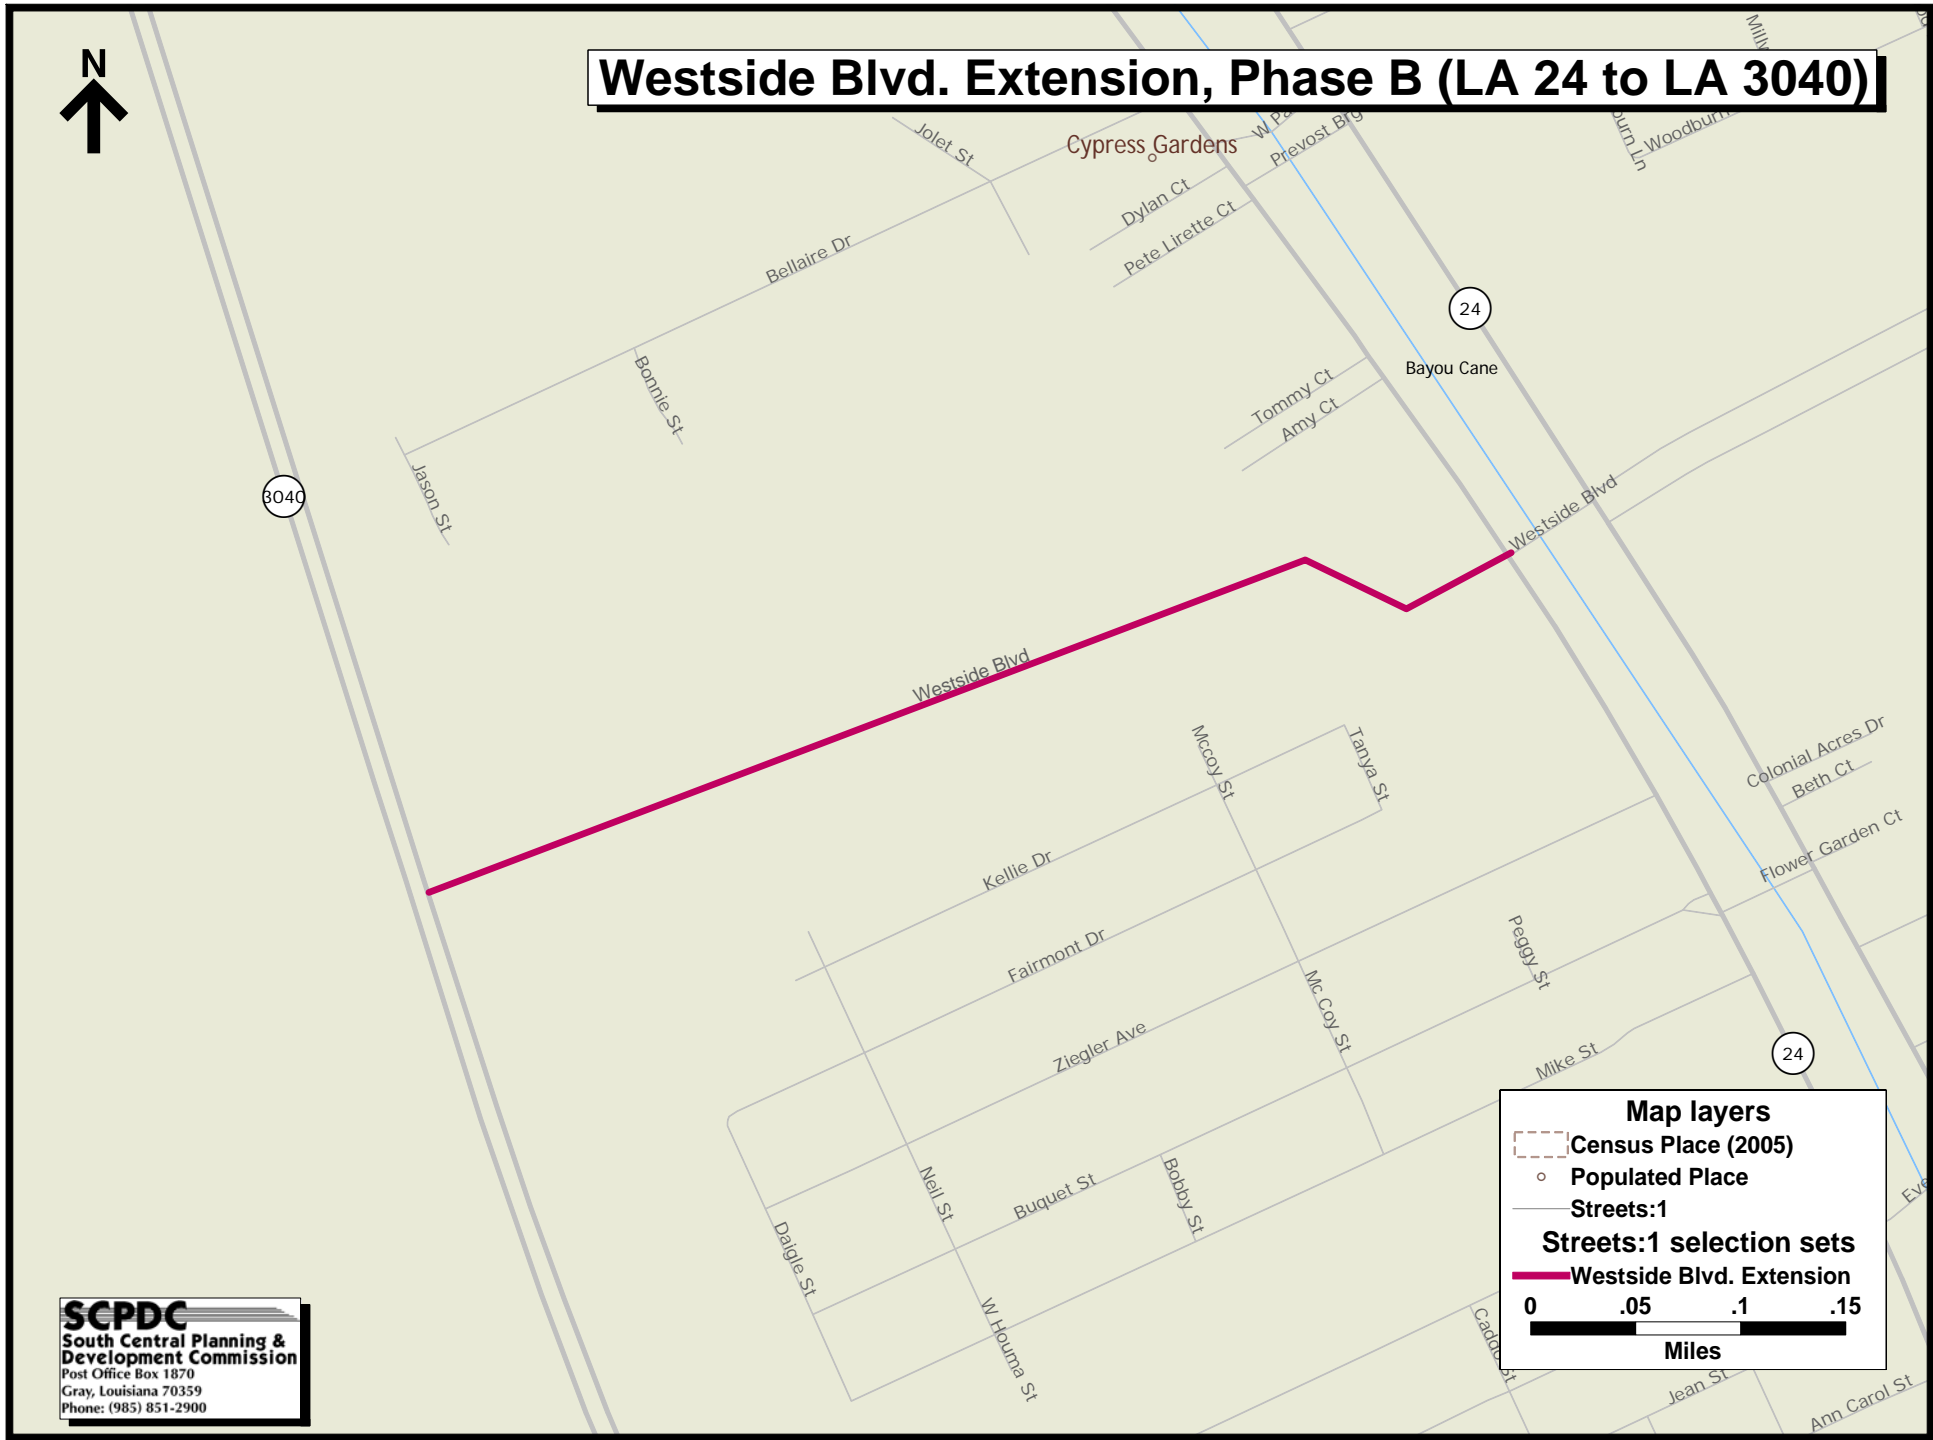 N
Westside Blvd. Extension, Phase B (LA 24 to LA 3040)
Jolet St
Cypress Gardens
Prevost Brg
Woodburn
Dylan Ct
Pete Lirette Ct
Bellaire Dr
24
Bayou Cane
Bonnie St
Tommy Ct
Amy Ct
Jason St
3040
Westside Blvd
Westside Blvd
Mccoy St
Tanya St
Colonial Acres Dr
Beth Ct
Flower Garden Ct
Kellie Dr
Fairmont Dr
Peggy St
Mc Coy St
Ziegler Ave
Mike St
24
Neil St
Buquet St
Bobby St
Daigle St
W Houma St
Caddo St
Jean St
Ann Carol St
Map layers
Census Place (2005)
Populated Place
Streets:1
Streets:1 selection sets
Westside Blvd. Extension
0 .05 .1 .15
Miles
SCPDC
South Central Planning &
Development Commission
Post Office Box 1870
Gray, Louisiana 70359
Phone: (985) 851-2900